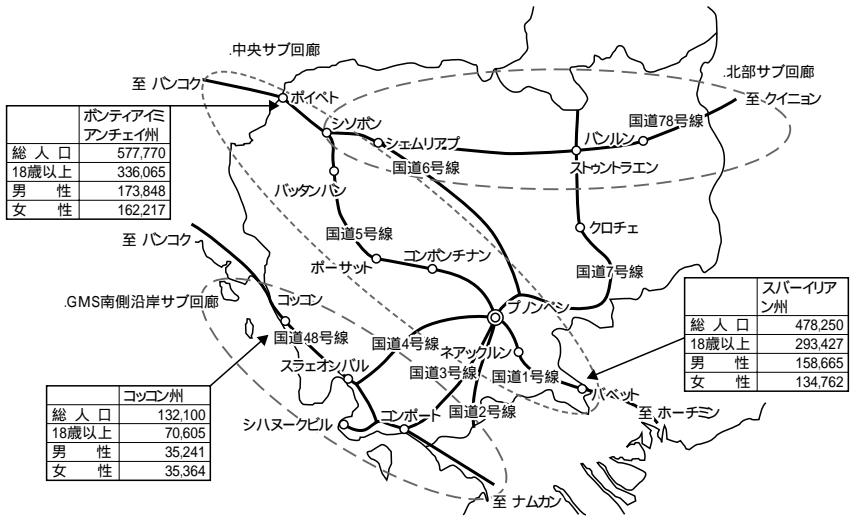 .中央サブ回廊
.北部サブ回廊
至 バンコク
至 クイニョン
ポイペト
ボンティアイミ
アンチェイ州
総人口 577,770
18歳以上 336,065
男性 173,848
女性 162,217
シソポン
シェムリアプ
国道78号線
バンルン
国道6号線
ストゥントラエン
バッタンバン
クロチェ
至 バンコク
国道5号線
ポーサット
コンポンチナン
国道7号線
.GMS南側沿岸サブ回廊
コッコン
プノンペン
スバーイリア
ン州
総人口 478,250
18歳以上 293,427
男性 158,665
女性 134,762
国道48号線
国道4号線
ネアックルン
スラェオンバル
国道3号線
国道1号線
バベット
コッコン州
総人口 132,100
18歳以上 70,605
男性 35,241
女性 35,364
シハヌークビル
コンポート
国道2号線
至 ホーチミン
至 ナムカン